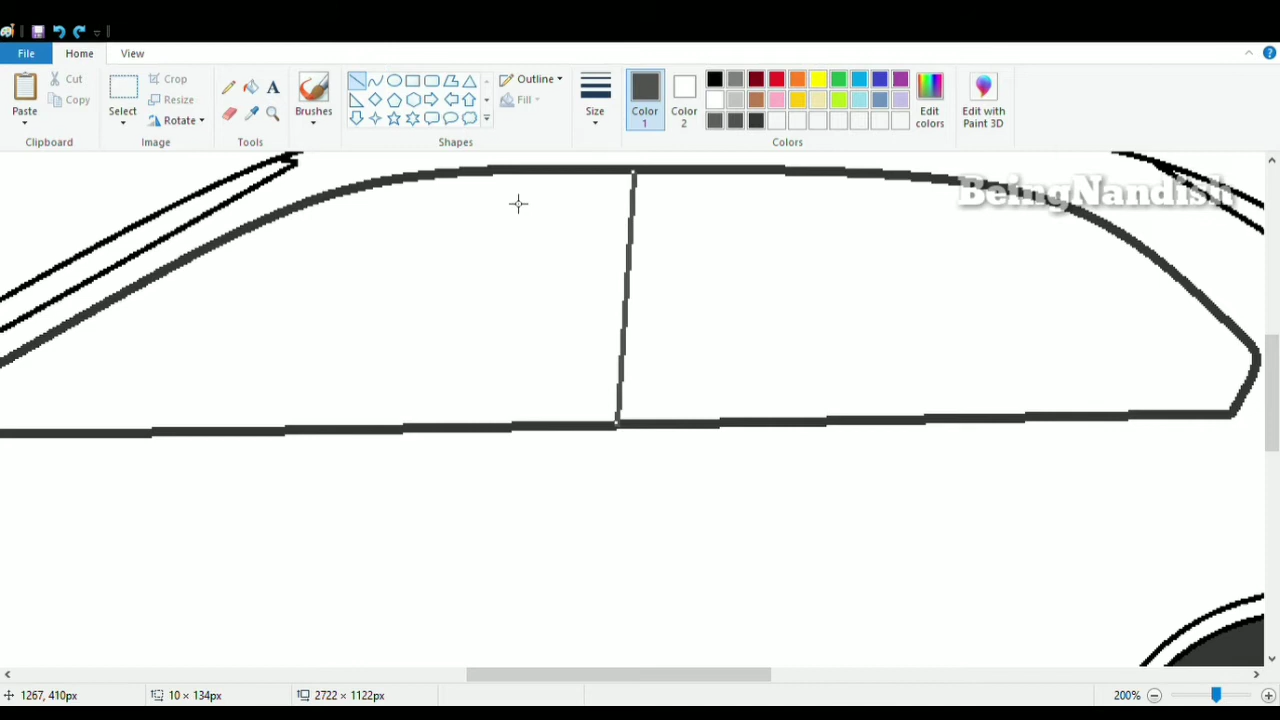 File Home View
Paste
Cut
Copy
Clipboard
Select
Crop
Resize
Rotate
Image
A
Tools
Brushes
Shapes
Outline
Fill
Size
Color
1
Color
2
Edit
colors
Colors
Edit with
Paint 3D
BeingNandish
1267, 410px 10 × 134px 2722 × 1122px 200%